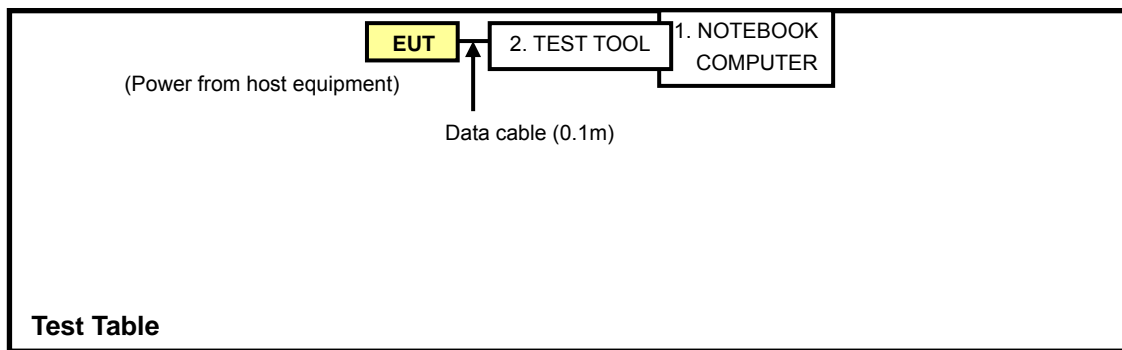 EUT
2. TEST TOOL
1. NOTEBOOK
COMPUTER
(Power from host equipment)
Data cable (0.1m)
Test Table